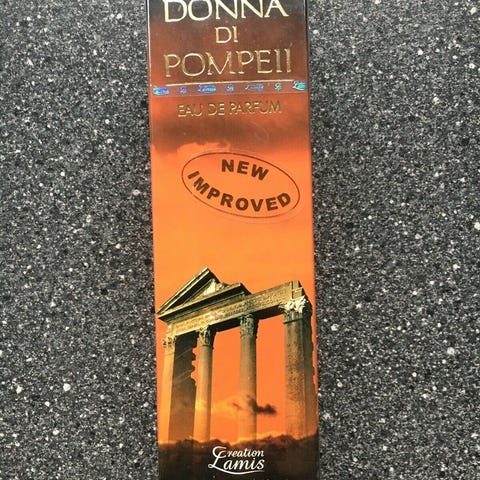 DONNA
DI
POMPEII
EAU DE PARFUM
NEW
IMPROVED
Creation
Lamis